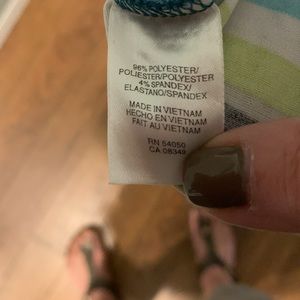 96% POLYESTER/
POLIESTER/POLYESTER
4% SPANDEX/
ELASTANO/SPANDEX
MADE IN VIETNAM
HECHO EN VIETNAM
FAIT AU VIETNAM
RN 54050
CA 08349